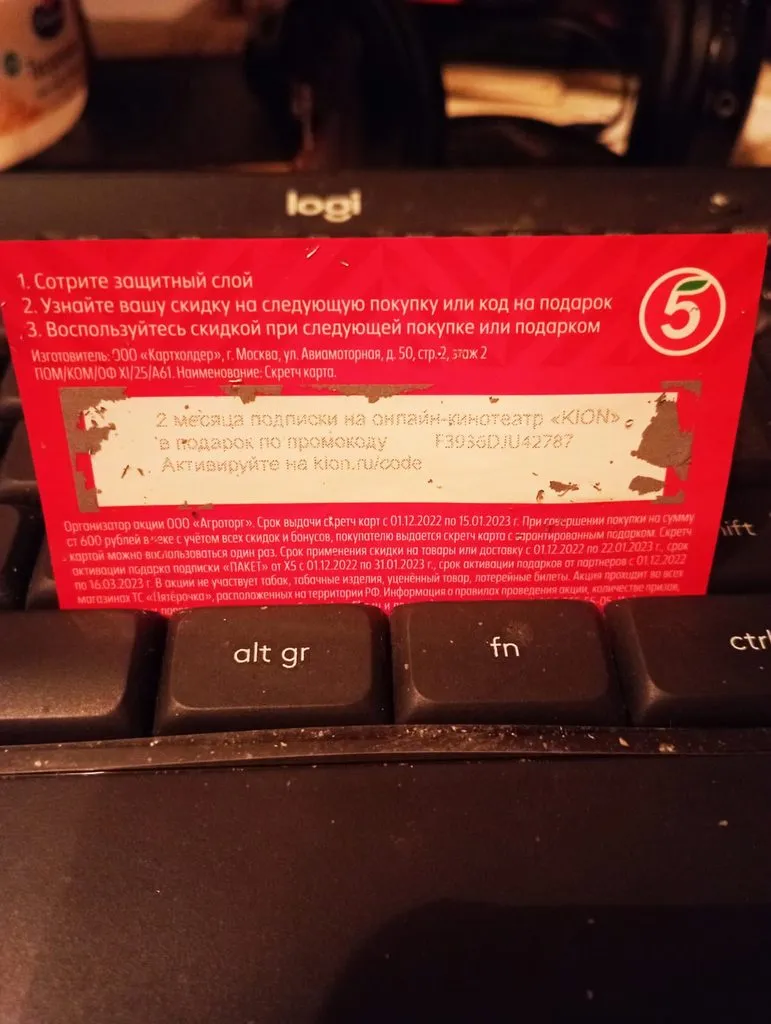 logi
1. Сотрите защитный слой
2. Узнайте вашу скидку на следующую покупку или код на подарок
3. Воспользуйтесь скидкой при следующей покупке или подарком
5
Изготовитель: ООО «Картхолдер», г. Москва, ул. Авиамоторная, д. 50, стр.-2, этаж 2
ПОМ/КОМ/ОФ XI/25/А61. Наименование: Скретч карта.
2 месяца подписки на онлайн-кинотеатр «KION»
в подарок по промокоду F3936DJU42787
Активируйте на kion.ru/code
Организатор акции ООО «Агроторг». Срок выдачи скретч карт с 01.12.2022 по 15.01.2023 г. При совершении покупки на сумму
от 600 рублей в чеке с учётом всех скидок и бонусов, покупателю выдается скретч карта с гарантированным подарком. Скретч
картой можно воспользоваться один раз. Срок применения скидки на товары или доставку с 01.12.2022 по 22.01.2023 г., срок
активации подарка подписки «ПАКЕТ» от X5 с 01.12.2022 по 31.01.2023 г., срок активации подарков от партнеров с 01.12.2022
по 16.03.2023 г. В акции не участвует табак, табачные изделия, уценённый товар, лотерейные билеты. Акция проходит во всех
магазинах ТС «Пятёрочка», расположенных на территории РФ. Информация о правилах проведения акции, количестве призов,
hift
alt gr
fn
ctrl